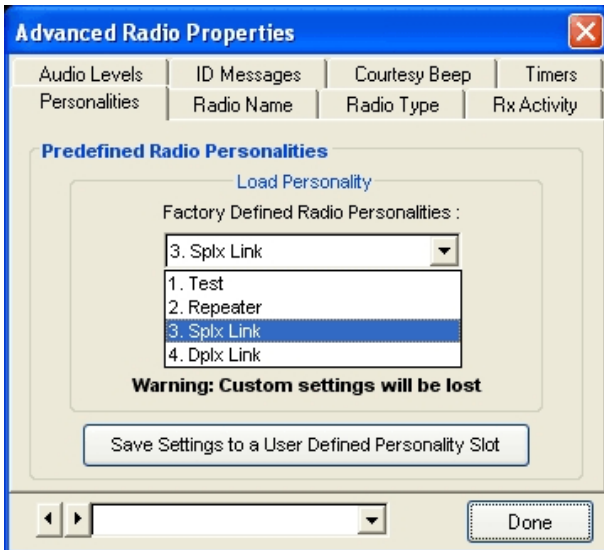 Advanced Radio Properties
Audio Levels ID Messages Courtesy Beep Timers
Personalities Radio Name Radio Type Rx Activity
Predefined Radio Personalities
Load Personality
Factory Defined Radio Personalities :
3. Splx Link
1. Test
2. Repeater
3. Splx Link
4. Dplx Link
Warning: Custom settings will be lost
Save Settings to a User Defined Personality Slot
Done